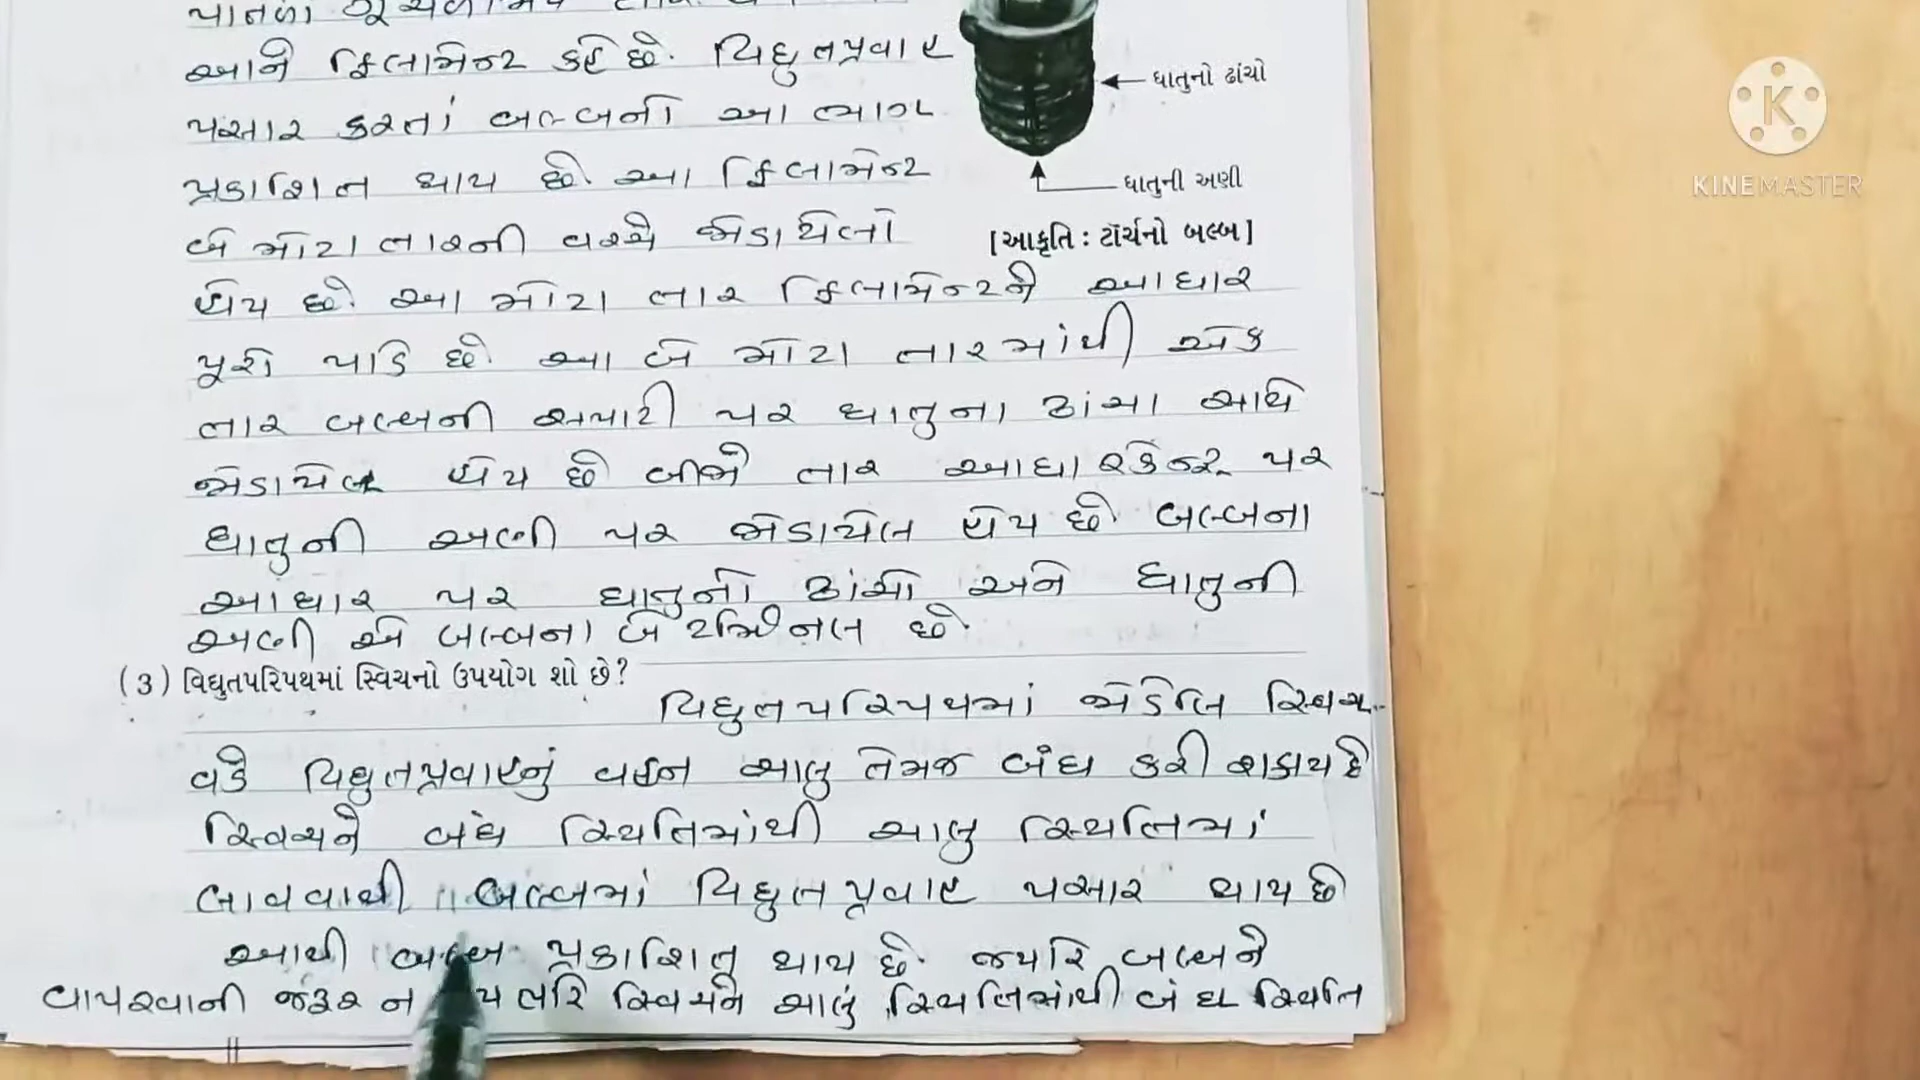 પાતળા
આને ફિલામેન્ટ કહે છે. વિદ્યુતપ્રવાહ
ધાતુનો ઢાંચો
પસાર કરતાં બલ્બનો આ ભાગ
પ્રકાશિત થાય છે. આ ફિલામેન્ટ
ધાતુની અણી
બે મોટા તારની વચ્ચે જોડાયેલો
[આકૃતિ : ટૉર્ચનો બલ્બ]
હોય છે. આ મોટા તાર ફિલામેન્ટને આધાર
પૂરો પાડે છે. આ બે મોટા તારમાંથી એક
તાર બલ્બની સપાટી પર ધાતુના ઢાંચા સાથે
જોડાયેલ હોય છે બીજો તાર આધારકેન્દ્ર પર
ધાતુની અણી પર જોડાયેલ હોય છે બલ્બના
આધાર પર ધાતુનો ઢાંચો અને ધાતુની
અણી એ બલ્બના બે ટર્મિનલ છે.
(3) વિદ્યુતપરિપથમાં સ્વિચનો ઉપયોગ શો છે?
વિદ્યુતપરિપથમાં જોડેલિ સ્વિચ
વડે વિદ્યુતપ્રવાહનું વહન ચાલુ તેમજ બંધ કરી શકાય છે
સ્વિચને બંધ સ્થિતિમાંથી ચાલુ સ્થિતિમાં
લાવવાથી બલ્બમાં વિદ્યુતપ્રવાહ પસાર થાય છે
આથી બલ્બ પ્રકાશિત થાય છે. જ્યારે બલ્બને
વાપરવાની જરૂર ન ત્યારે સ્વિચને ચાલું સ્થિતિમાંથી બંધ સ્થિતિ
K
KINEMASTER